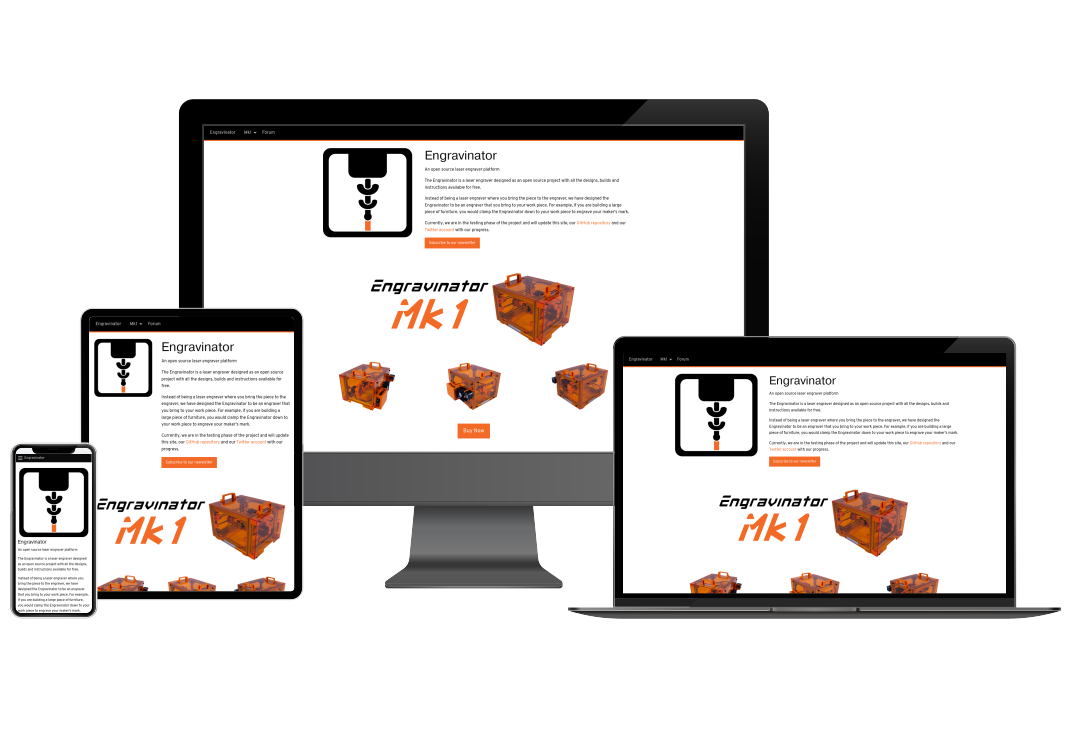 Engravinator Mk1 Forum
Engravinator
An open source laser engraver platform
The Engravinator is a laser engraver designed as an open source project with all the designs, builds and
instructions available for free.
Instead of being a laser engraver where you bring the piece to the engraver, we have designed the
Engravinator to be an engraver that you bring to your work piece. For example, if you are building a large
piece of furniture, you would clamp the Engravinator down to your work piece to engrave your maker's mark.
Currently, we are in the testing phase of the project and will update this site, our GitHub repository and our
Twitter account with our progress.
Subscribe to our newsletter
Engravinator
Mk1
Buy Now
Engravinator Mk1 Forum
Engravinator
An open source laser engraver platform
The Engravinator is a laser engraver designed as an open source
project with all the designs, builds and instructions available for
free.
Instead of being a laser engraver where you bring the piece to the
engraver, we have designed the Engravinator to be an engraver that
you bring to your work piece. For example, if you are building a
large piece of furniture, you would clamp the Engravinator down to
your work piece to engrave your maker's mark.
Currently, we are in the testing phase of the project and will update
this site, our GitHub repository and our Twitter account with our
progress.
Subscribe to our newsletter
Engravinator
Mk1
Engravinator
Engravinator
An open source laser engraver platform
The Engravinator is a laser engraver designed
as an open source project with all the designs,
builds and instructions available for free.
Instead of being a laser engraver where you
bring the piece to the engraver, we have
designed the Engravinator to be an engraver
that you bring to your work piece. For example,
if you are building a large piece of furniture,
you would clamp the Engravinator down to your
work piece to engrave your maker's mark.
Engravinator Mk1 Forum
Engravinator
An open source laser engraver platform
The Engravinator is a laser engraver designed as an open source project with all the designs, builds and
instructions available for free.
Instead of being a laser engraver where you bring the piece to the engraver, we have designed the
Engravinator to be an engraver that you bring to your work piece. For example, if you are building a large
piece of furniture, you would clamp the Engravinator down to your work piece to engrave your maker's mark.
Currently, we are in the testing phase of the project and will update this site, our GitHub repository and our
Twitter account with our progress.
Subscribe to our newsletter
Engravinator
Mk1